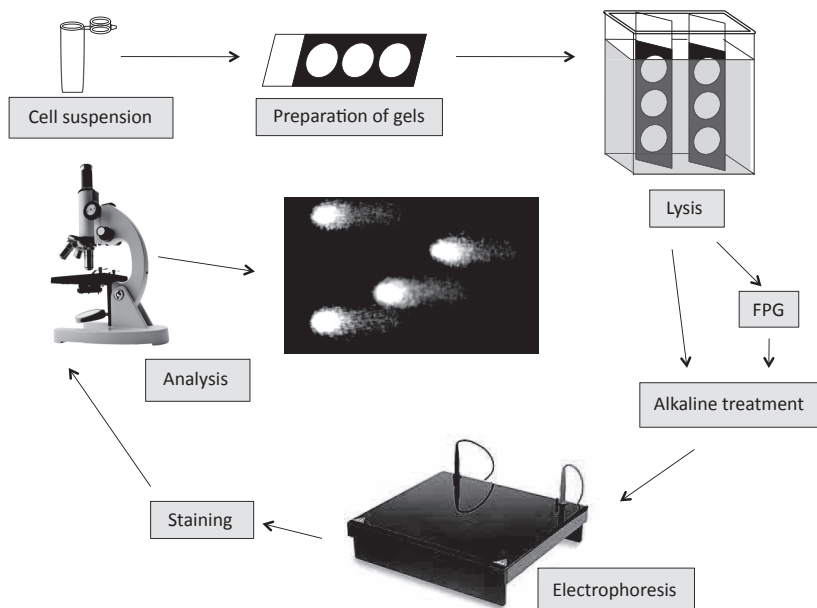 Cell suspension
Preparation of gels
Lysis
FPG
Alkaline treatment
Electrophoresis
Staining
Analysis